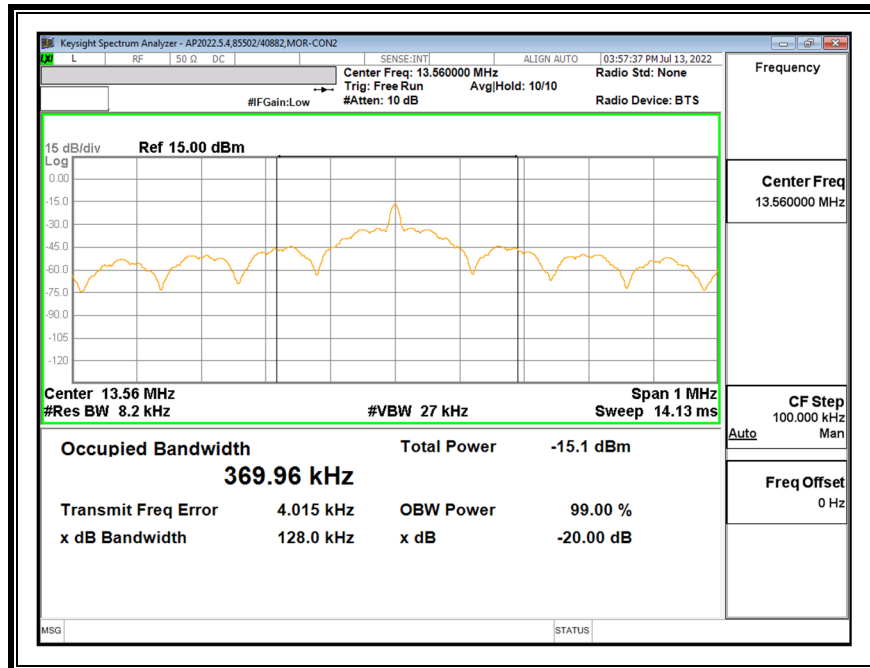 Keysight Spectrum Analyzer - AP2022.5.4,85502/40882,MOR-CON2
LXI L RF 50 Ω DC SENSE:INT ALIGN AUTO 03:57:37 PM Jul 13, 2022
Center Freq: 13.560000 MHz Radio Std: None
Trig: Free Run Avg|Hold: 10/10
#IFGain:Low #Atten: 10 dB Radio Device: BTS
15 dB/div Ref 15.00 dBm
Log
0.00
-15.0
-30.0
-45.0
-60.0
-75.0
-90.0
-105
-120
Center 13.56 MHz Span 1 MHz
#Res BW 8.2 kHz #VBW 27 kHz Sweep 14.13 ms
Occupied Bandwidth Total Power -15.1 dBm
369.96 kHz
Transmit Freq Error 4.015 kHz OBW Power 99.00 %
x dB Bandwidth 128.0 kHz x dB -20.00 dB
Frequency
Center Freq
13.560000 MHz
CF Step
100.000 kHz
Auto Man
Freq Offset
0 Hz
MSG STATUS